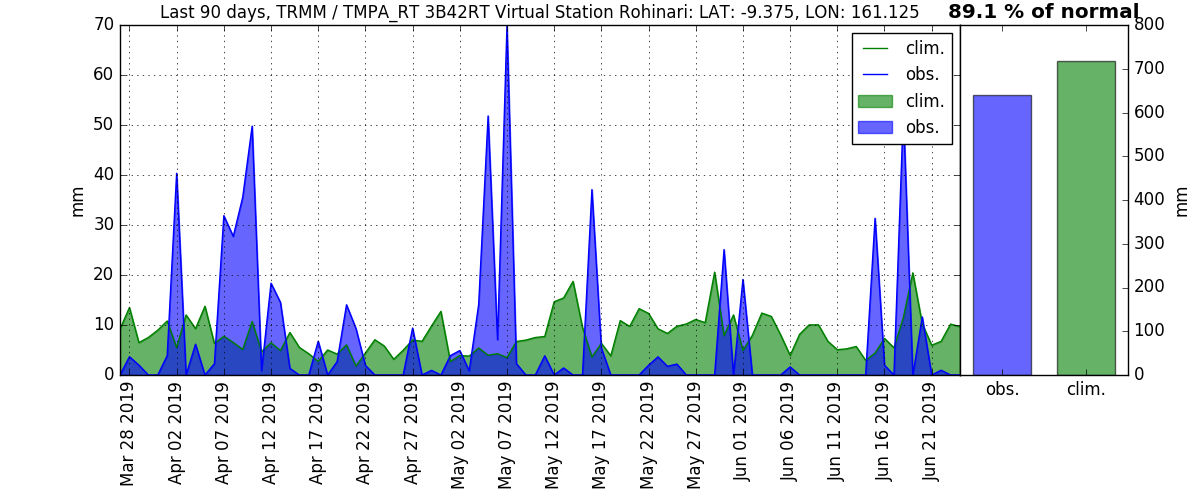 Last 90 days, TRMM / TMPA_RT 3B42RT Virtual Station Rohinari: LAT: -9.375, LON: 161.125
89.1 % of normal
70
60
50
40
30
20
10
0
mm
clim.
obs.
clim.
obs.
800
700
600
500
400
300
200
100
0
mm
obs.
clim.
Mar 28 2019
Apr 02 2019
Apr 07 2019
Apr 12 2019
Apr 17 2019
Apr 22 2019
Apr 27 2019
May 02 2019
May 07 2019
May 12 2019
May 17 2019
May 22 2019
May 27 2019
Jun 01 2019
Jun 06 2019
Jun 11 2019
Jun 16 2019
Jun 21 2019